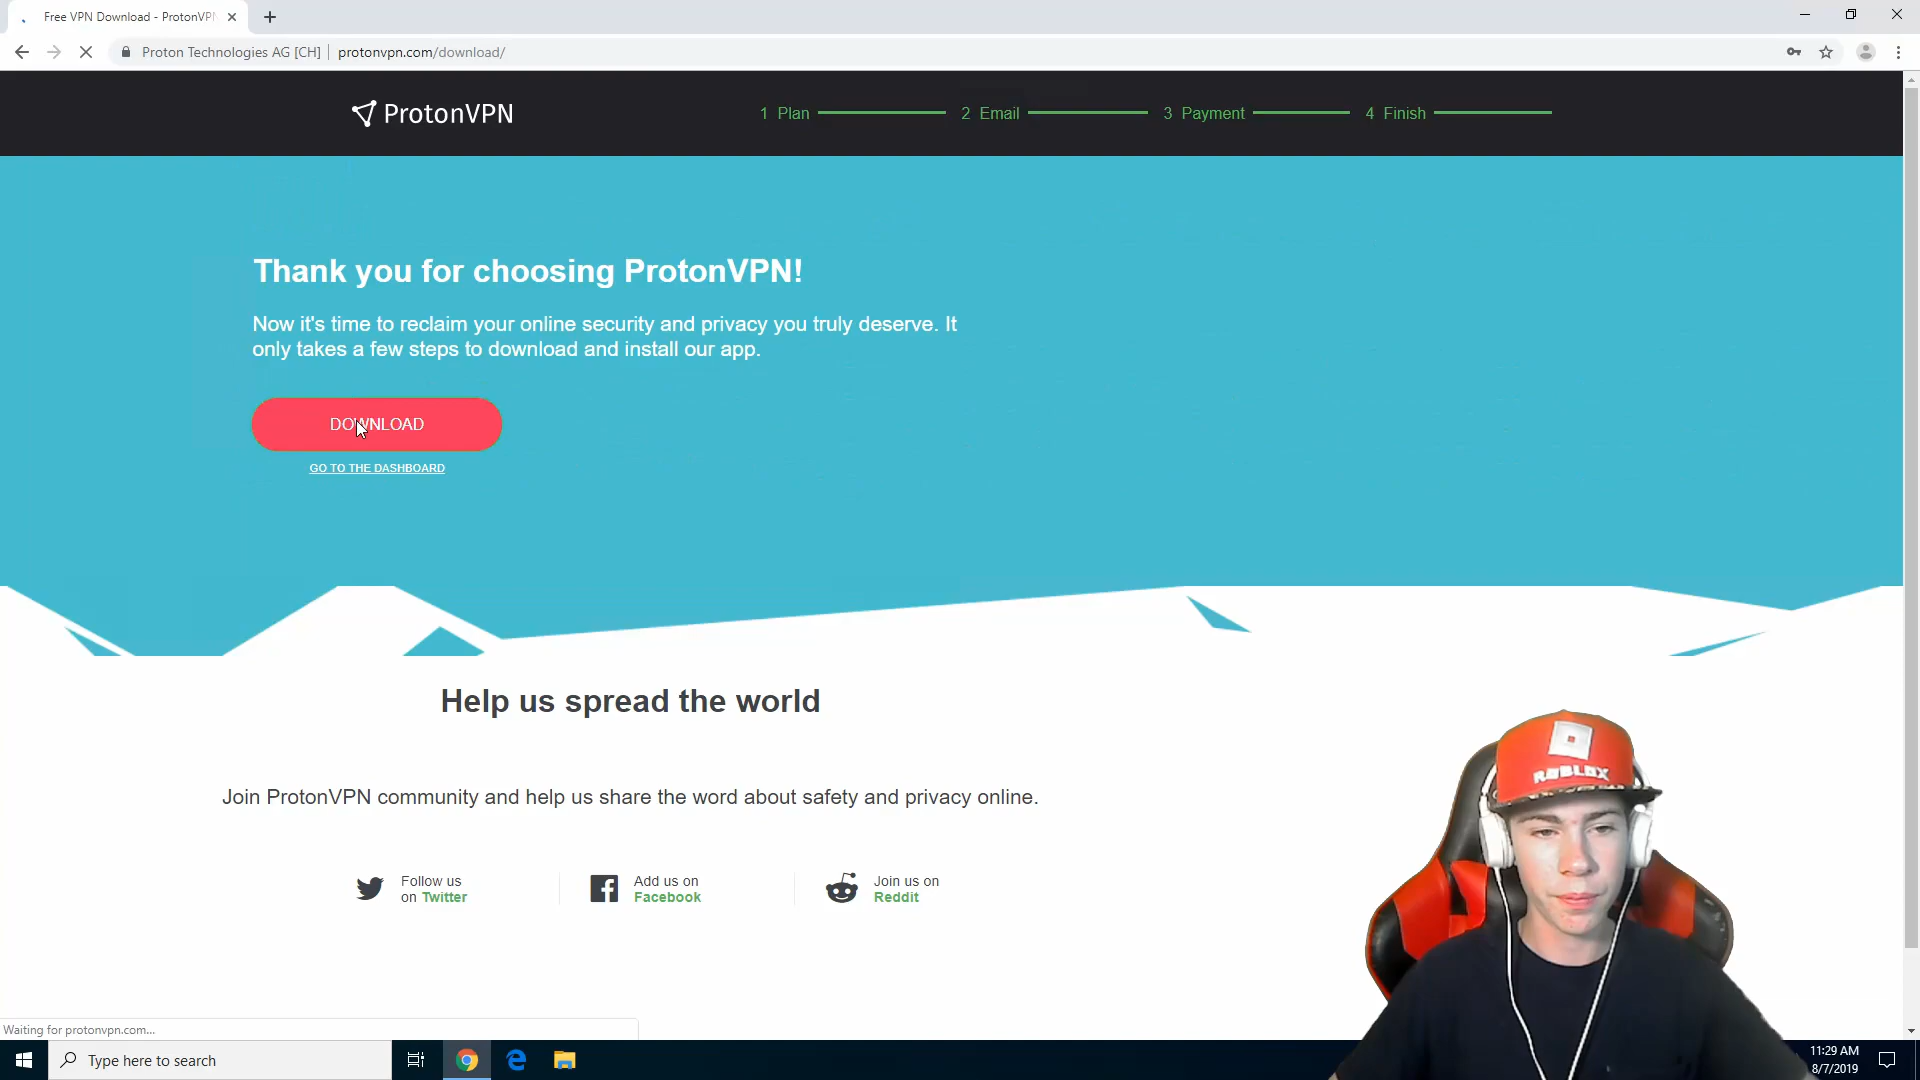 Free VPN Download - ProtonVPN
Proton Technologies AG [CH] protonvpn.com/download/
ProtonVPN
1 Plan 2 Email 3 Payment 4 Finish
Thank you for choosing ProtonVPN!
Now it's time to reclaim your online security and privacy you truly deserve. It
only takes a few steps to download and install our app.
DOWNLOAD
GO TO THE DASHBOARD
Help us spread the world
Join ProtonVPN community and help us share the word about safety and privacy online.
Follow us
on Twitter
Add us on
Facebook
Join us on
Reddit
ROBLOX
Waiting for protonvpn.com...
Type here to search
11:29 AM
8/7/2019